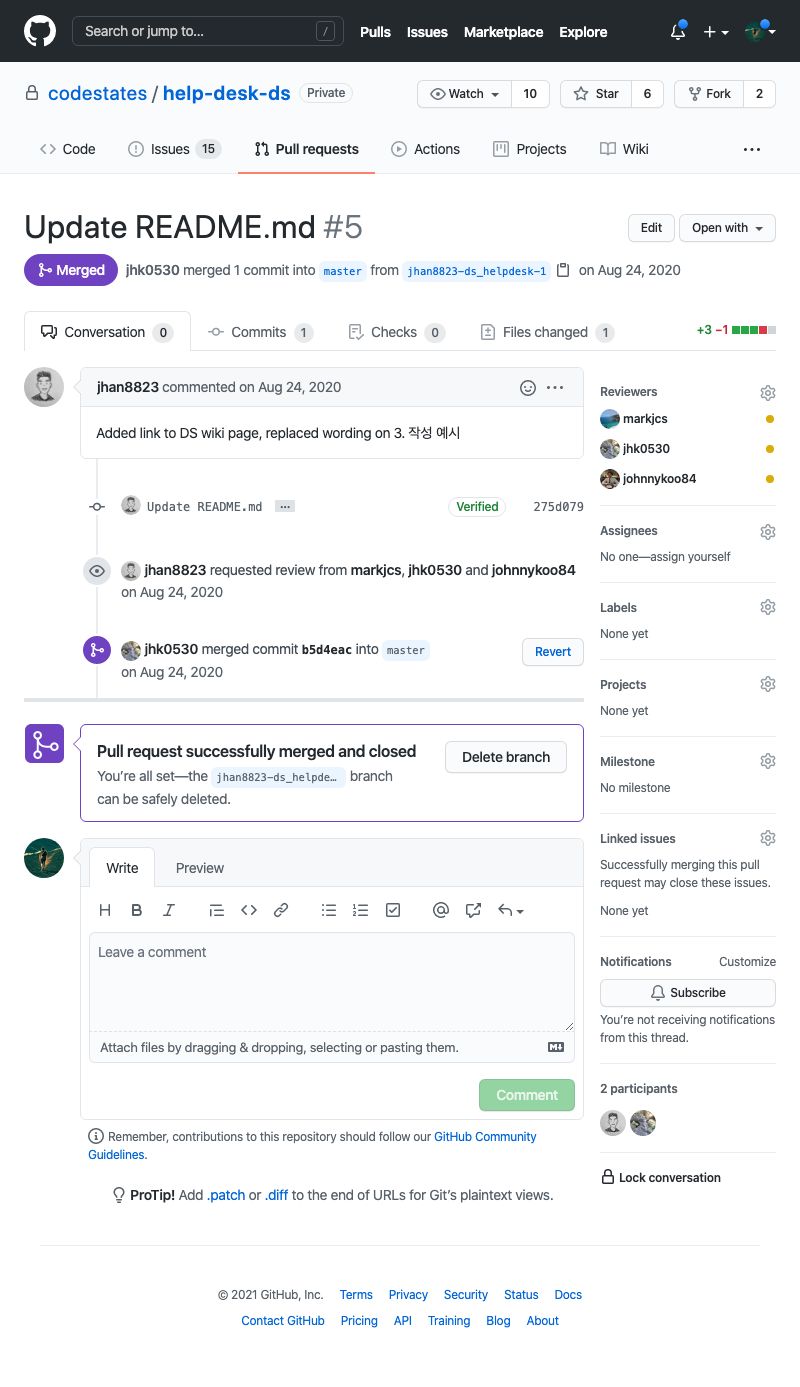 Search or jump to... /
Pulls Issues Marketplace Explore
codestates / help-desk-ds Private
Watch 10 Star 6 Fork 2
Code Issues 15 Pull requests Actions Projects Wiki ...
Update README.md #5
Edit Open with
Merged jhk0530 merged 1 commit into master from jhan8823-ds_helpdesk-1 on Aug 24, 2020
Conversation 0 Commits 1 Checks 0 Files changed 1 +3 −1
jhan8823 commented on Aug 24, 2020 ...
Added link to DS wiki page, replaced wording on 3. 작성 예시
Update README.md ... Verified 275d079
jhan8823 requested review from markjcs, jhk0530 and johnnykoo84
on Aug 24, 2020
jhk0530 merged commit b5d4eac into master
on Aug 24, 2020
Revert
Pull request successfully merged and closed
You’re all set—the jhan8823-ds_helpde… branch
can be safely deleted.
Delete branch
Write Preview
H B I
Leave a comment
Attach files by dragging & dropping, selecting or pasting them.
Comment
Remember, contributions to this repository should follow our GitHub Community
Guidelines.
ProTip! Add .patch or .diff to the end of URLs for Git’s plaintext views.
Reviewers
markjcs
jhk0530
johnnykoo84
Assignees
No one—assign yourself
Labels
None yet
Projects
None yet
Milestone
No milestone
Linked issues
Successfully merging this pull
request may close these issues.
None yet
Notifications Customize
Subscribe
You’re not receiving notifications
from this thread.
2 participants
Lock conversation
© 2021 GitHub, Inc. Terms Privacy Security Status Docs
Contact GitHub Pricing API Training Blog About